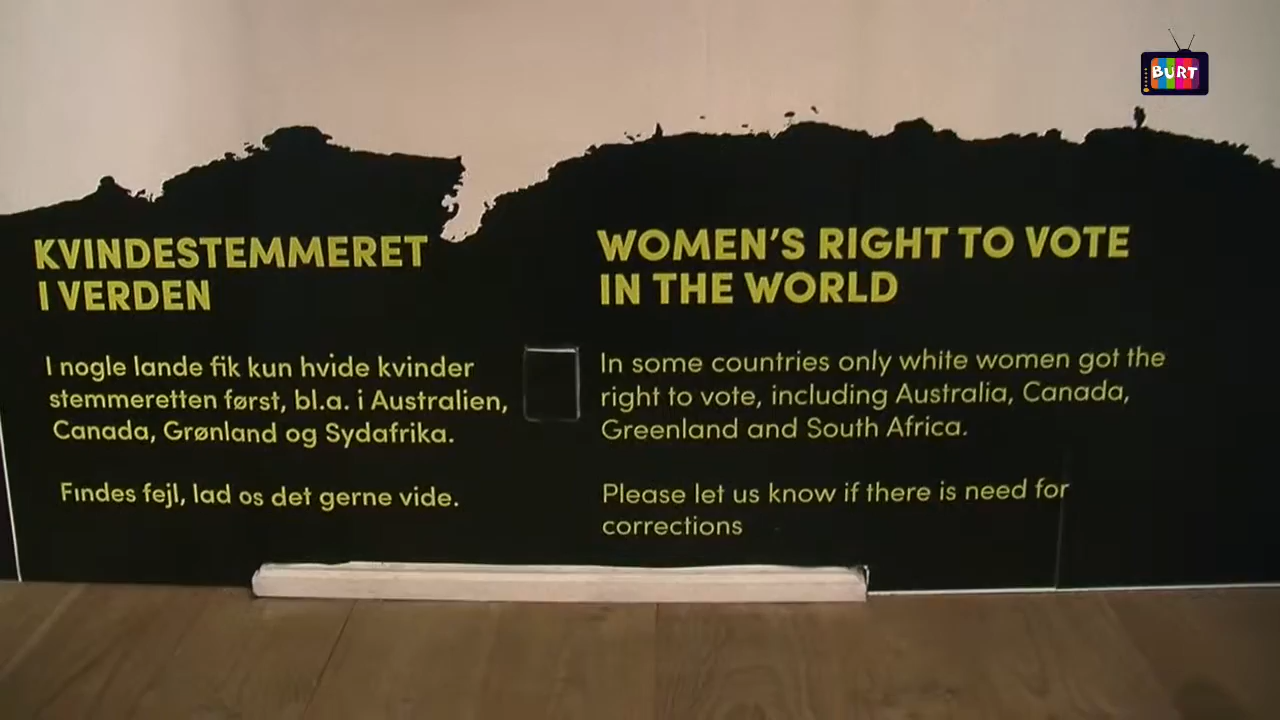 BURT
KVINDESTEMMERET
I VERDEN
I nogle lande fik kun hvide kvinder
stemmeretten først, bl.a. i Australien,
Canada, Grønland og Sydafrika.
Findes fejl, lad os det gerne vide.
WOMEN'S RIGHT TO VOTE
IN THE WORLD
In some countries only white women got the
right to vote, including Australia, Canada,
Greenland and South Africa.
Please let us know if there is need for
corrections